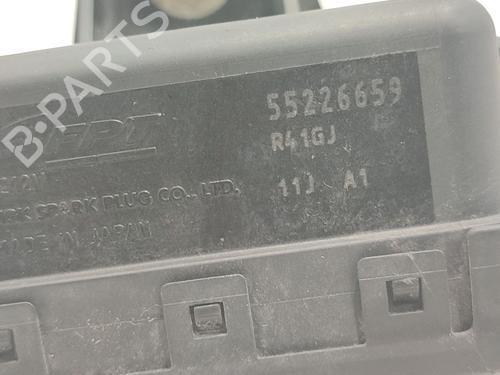 B-PARTS
FPT
55226659
R41GJ
11J A1
SPARK PLUG CO., LTD.
MADE IN JAPAN